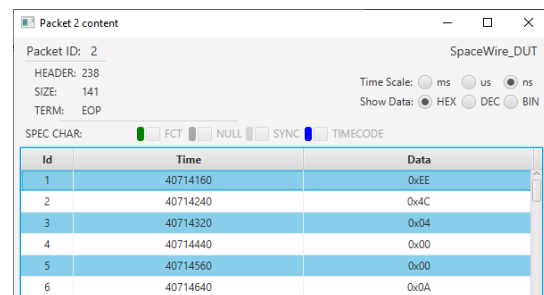 Packet 2 content
Packet ID: 2 SpaceWire_DUT
HEADER: 238
SIZE: 141
TERM: EOP
Time Scale: ms us ns
Show Data: HEX DEC BIN
SPEC CHAR: FCT NULL SYNC TIMECODE
Id Time Data
1 40714160 0xEE
2 40714240 0x4C
3 40714320 0x04
4 40714440 0x00
5 40714560 0x00
6 40714640 0x0A